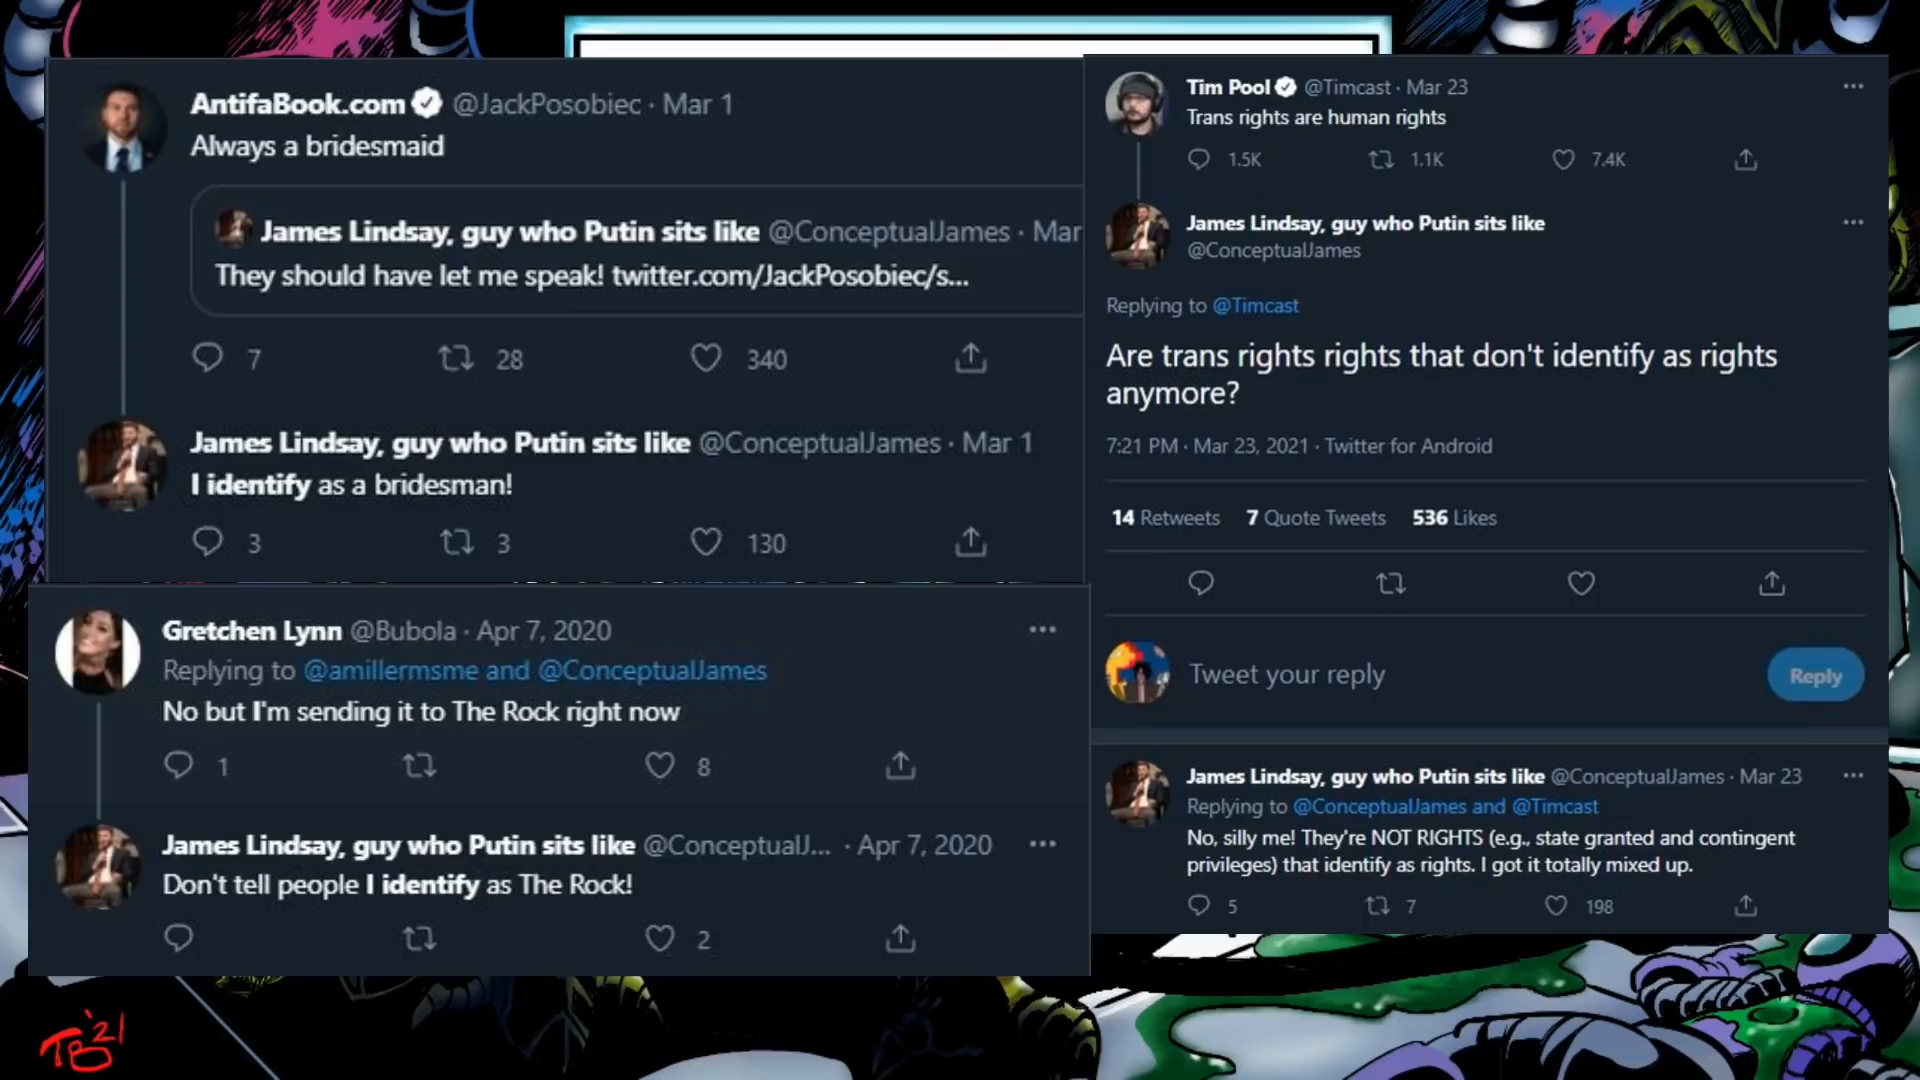 AntifaBook.com @JackPosobiec · Mar 1
Always a bridesmaid
James Lindsay, guy who Putin sits like @ConceptualJames · Mar
They should have let me speak! twitter.com/JackPosobiec/s...
7 28 340
James Lindsay, guy who Putin sits like @ConceptualJames · Mar 1
I identify as a bridesman!
3 3 130
Gretchen Lynn @Bubola · Apr 7, 2020
Replying to @amillermsme and @ConceptualJames
No but I'm sending it to The Rock right now
1 8
James Lindsay, guy who Putin sits like @ConceptualJ... · Apr 7, 2020
Don't tell people I identify as The Rock!
2
Tim Pool @Timcast · Mar 23
Trans rights are human rights
1.5K 1.1K 7.4K
James Lindsay, guy who Putin sits like
@ConceptualJames
Replying to @Timcast
Are trans rights rights that don't identify as rights
anymore?
7:21 PM · Mar 23, 2021 · Twitter for Android
14 Retweets 7 Quote Tweets 536 Likes
Tweet your reply
Reply
James Lindsay, guy who Putin sits like @ConceptualJames · Mar 23
Replying to @ConceptualJames and @Timcast
No, silly me! They're NOT RIGHTS (e.g., state granted and contingent
privileges) that identify as rights. I got it totally mixed up.
5 7 198
TB '21